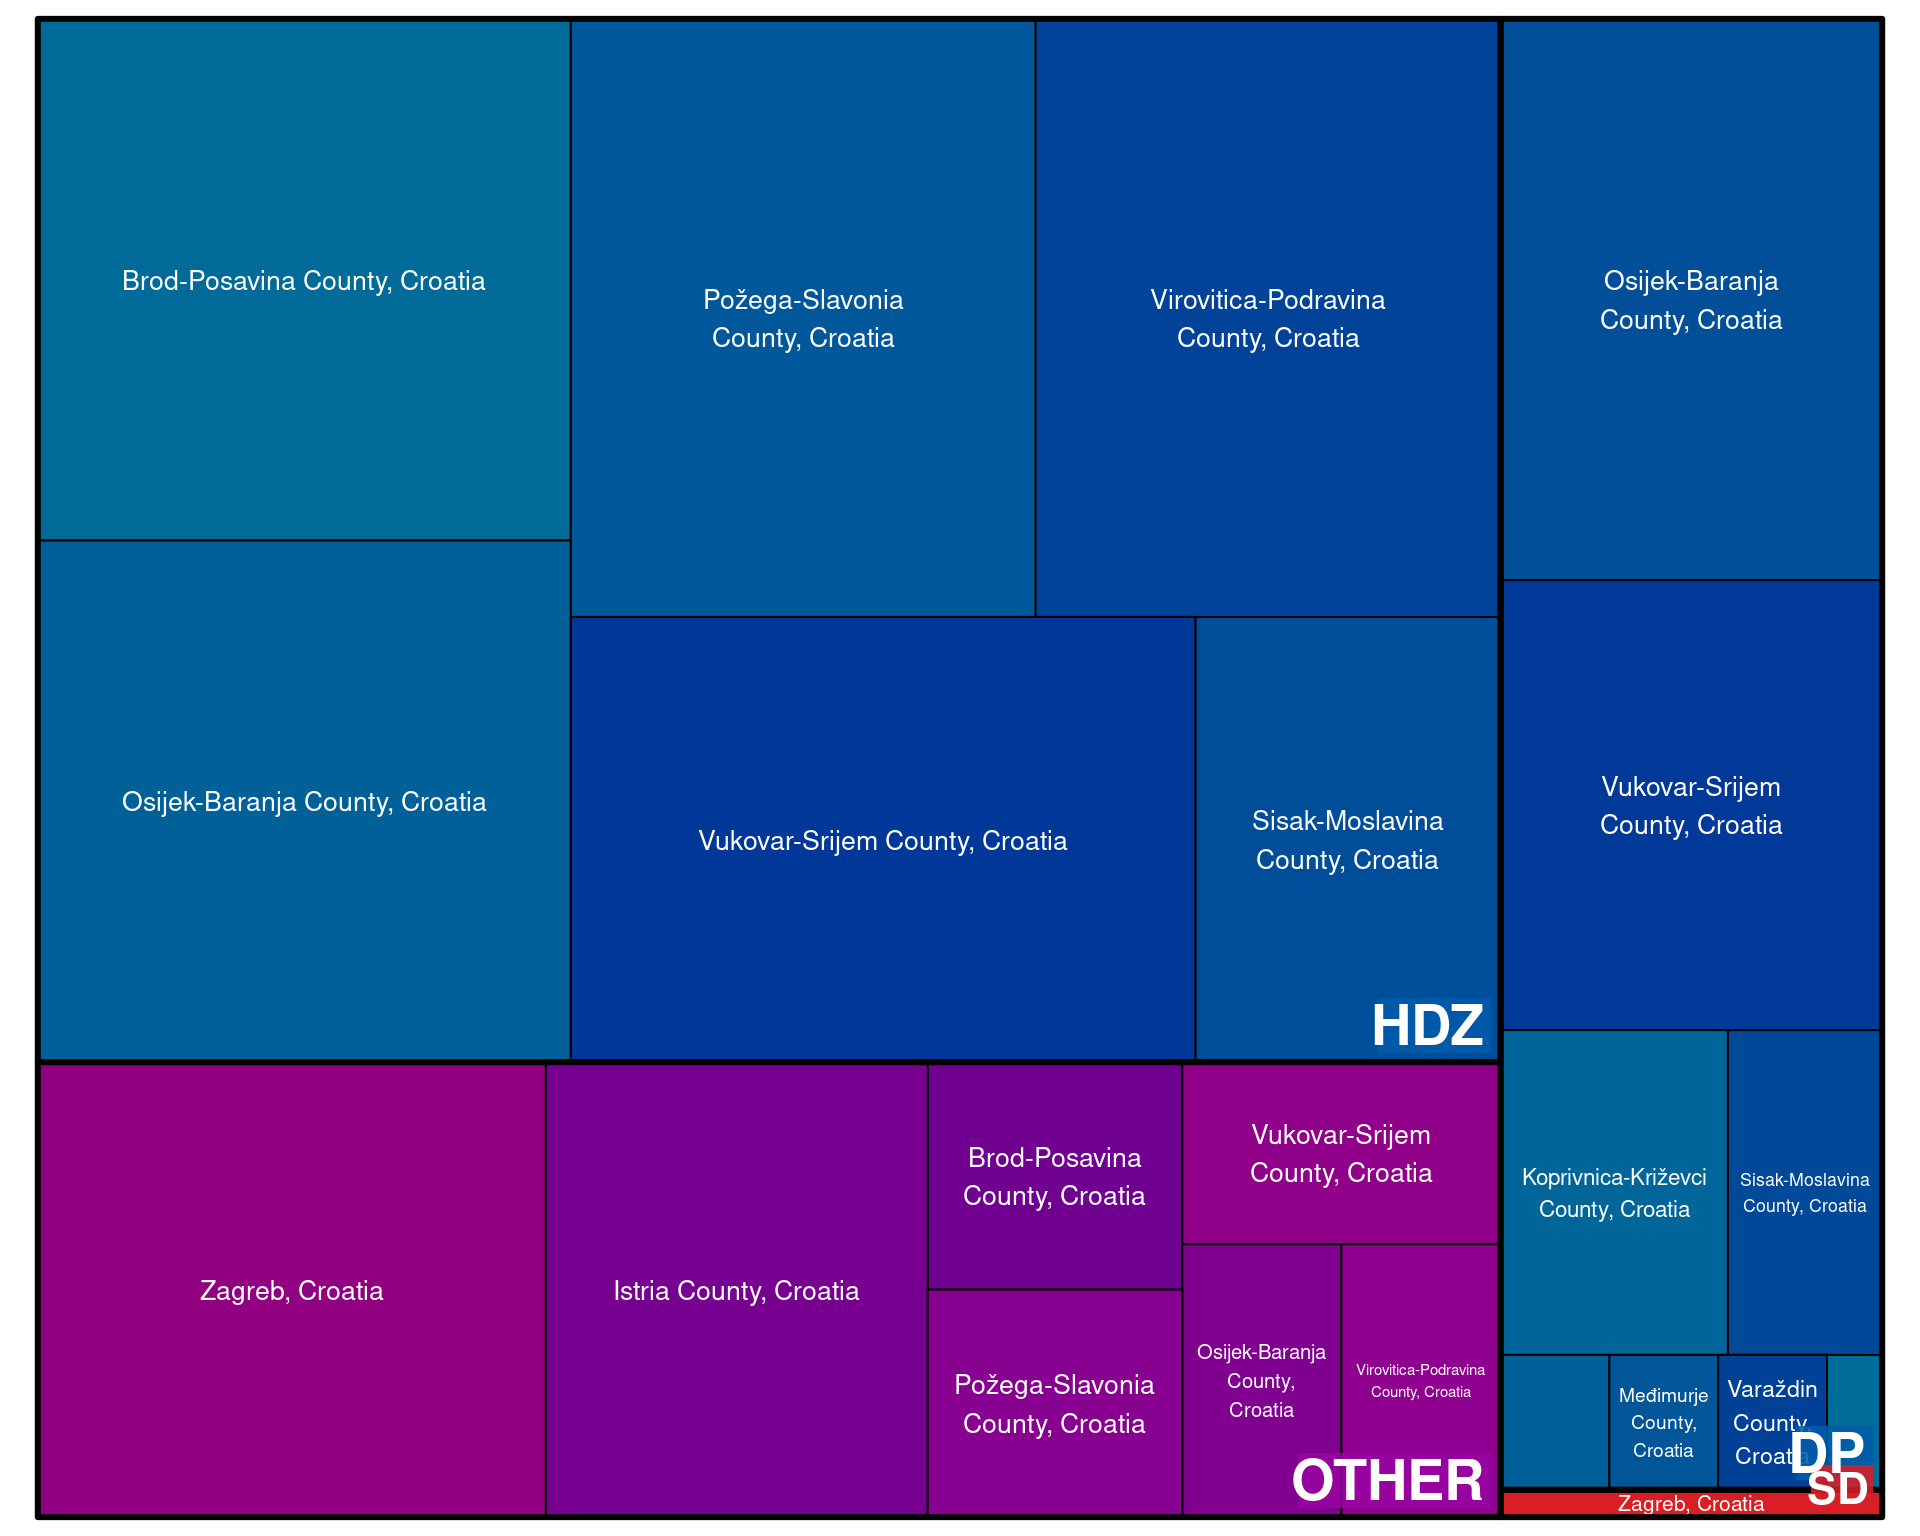 Brod-Posavina County, Croatia
Osijek-Baranja County, Croatia
Požega-Slavonia
County, Croatia
Virovitica-Podravina
County, Croatia
Vukovar-Srijem County, Croatia
Sisak-Moslavina
County, Croatia
HDZ
Zagreb, Croatia
Istria County, Croatia
Brod-Posavina
County, Croatia
Požega-Slavonia
County, Croatia
Vukovar-Srijem
County, Croatia
Osijek-Baranja
County,
Croatia
Virovitica-Podravina
County, Croatia
OTHER
Osijek-Baranja
County, Croatia
Vukovar-Srijem
County, Croatia
Koprivnica-Križevci
County, Croatia
Sisak-Moslavina
County, Croatia
Međimurje
County,
Croatia
Varaždin
County,
Croatia
DP
Zagreb, Croatia
SD